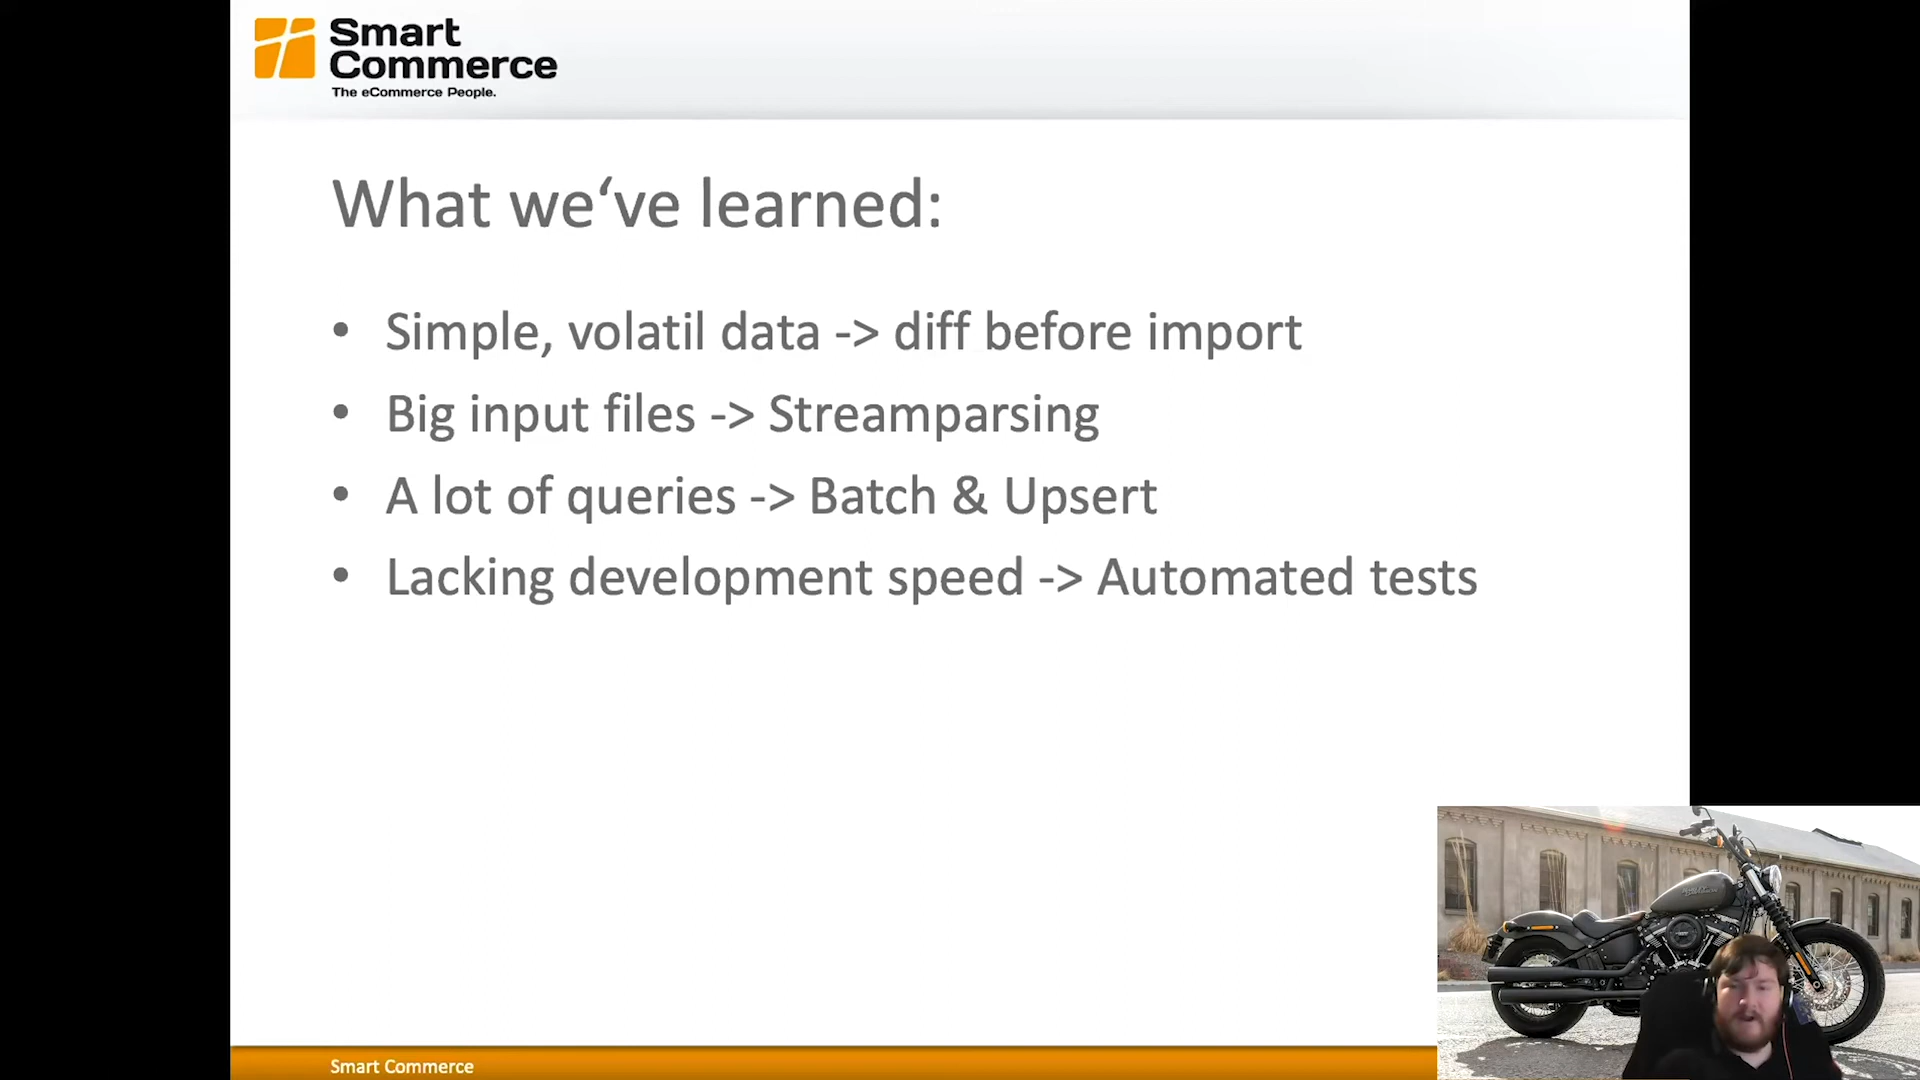 Smart
Commerce
The eCommerce People.
What we‘ve learned:
• Simple, volatil data -> diff before import
• Big input files -> Streamparsing
• A lot of queries -> Batch & Upsert
• Lacking development speed -> Automated tests
Smart Commerce